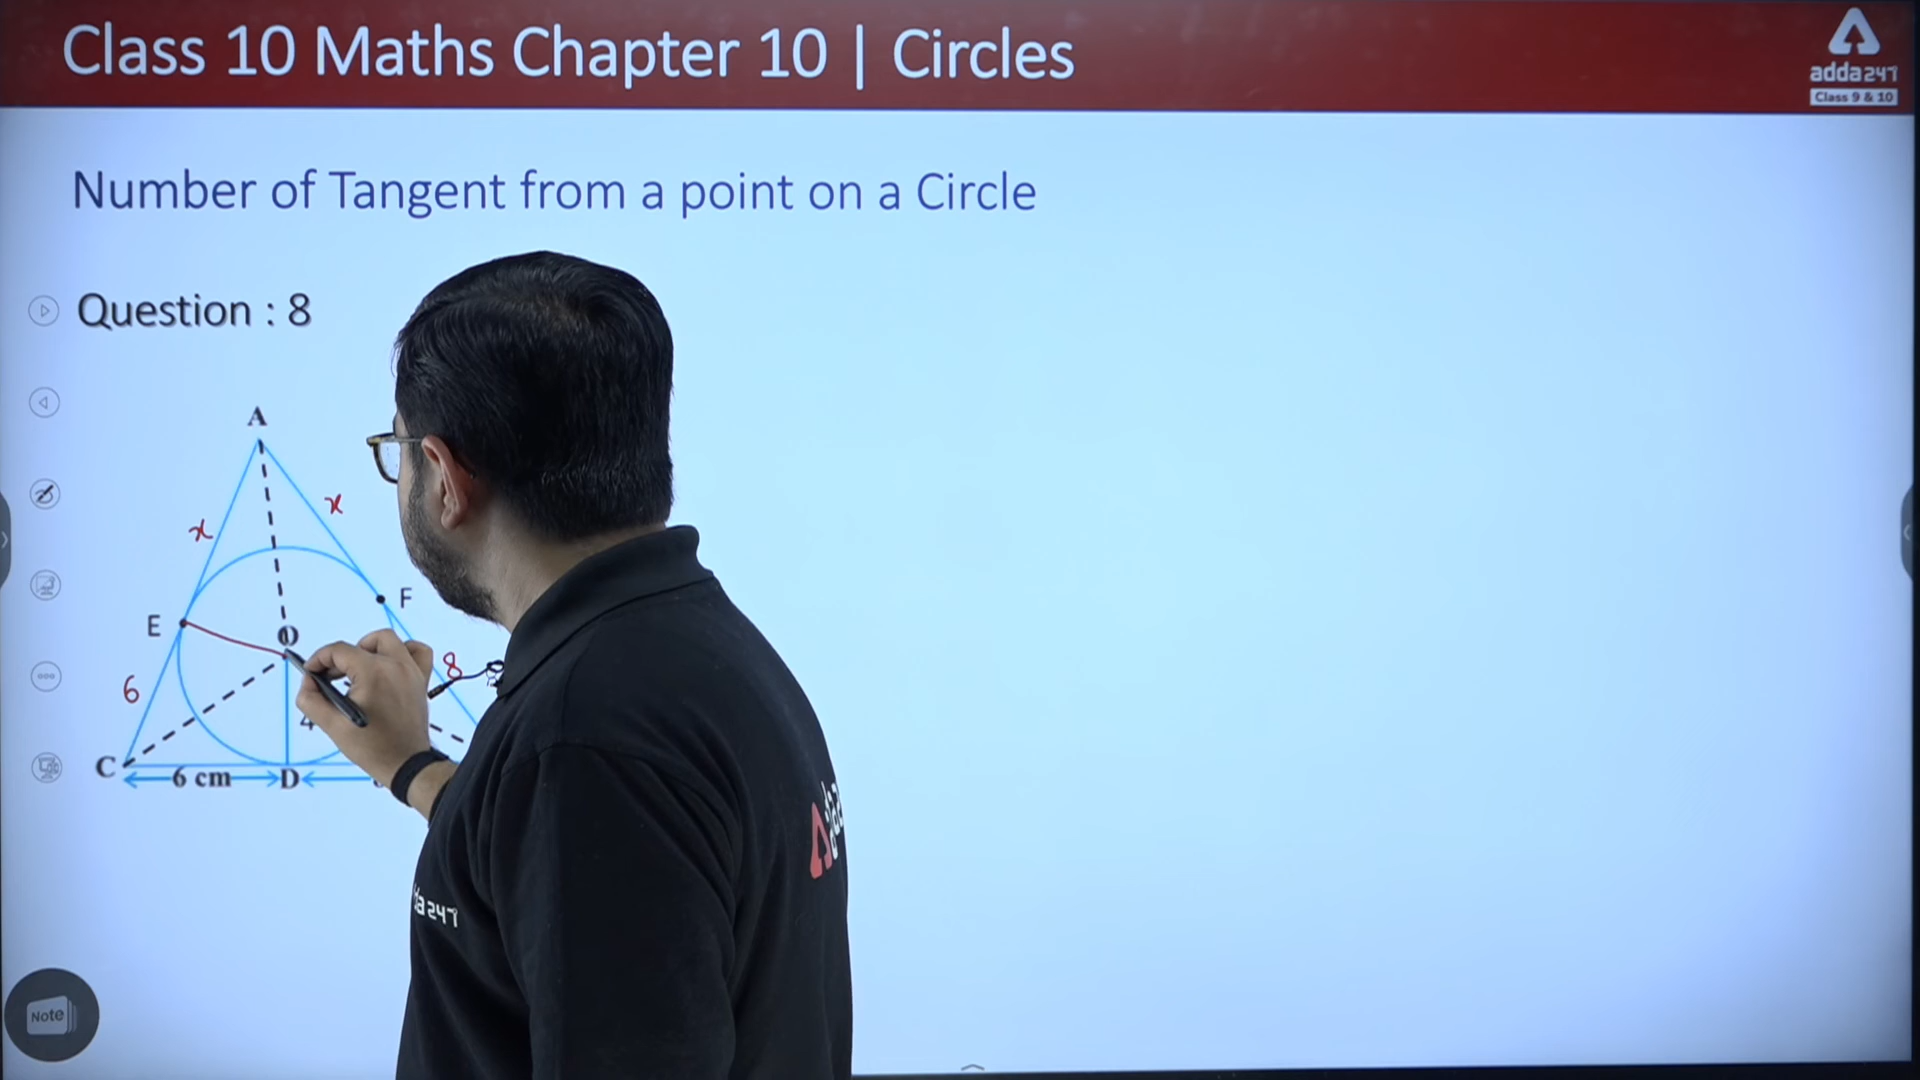 Class 10 Maths Chapter 10 | Circles
adda247
Class 9 & 10
Number of Tangent from a point on a Circle
Question : 8
A
x
x
E
F
O
6
8
4
C
6 cm
D
da247
Note